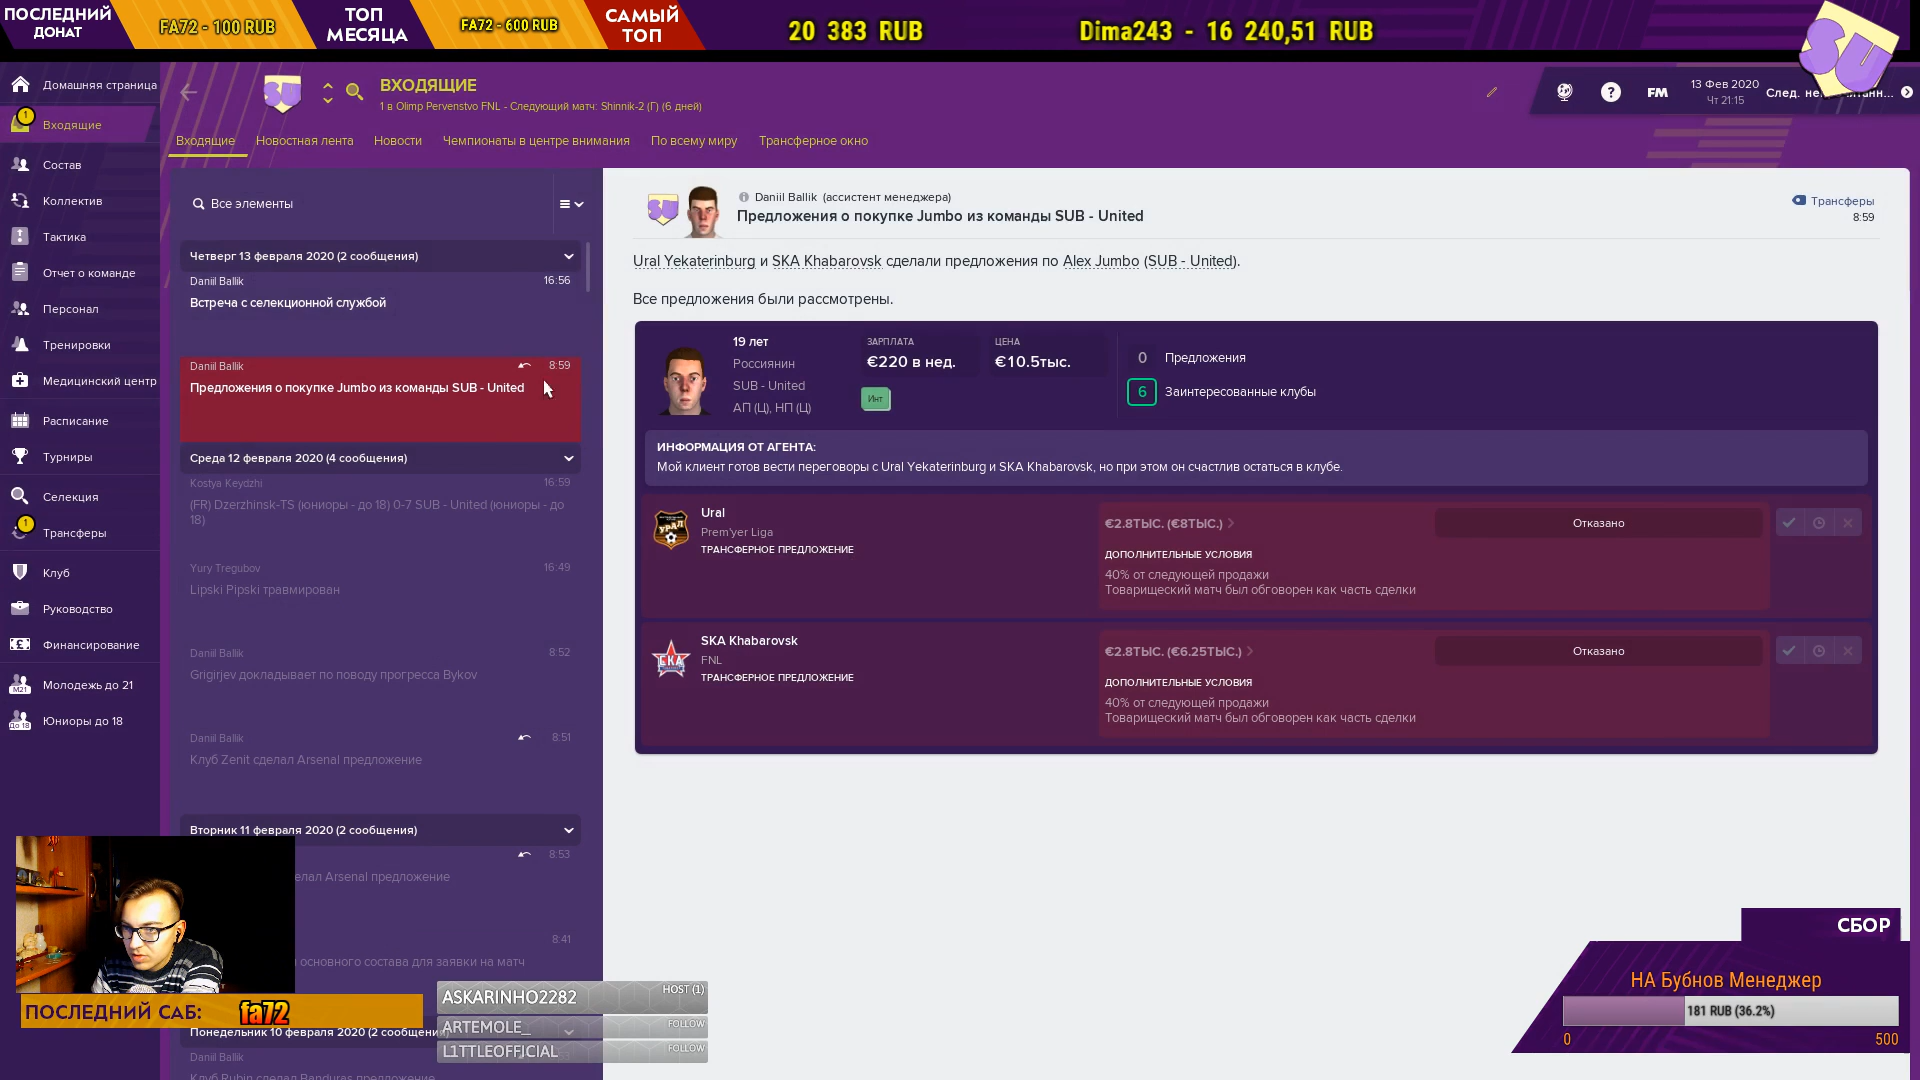 ПОСЛЕДНИЙ ДОНАТ
FA72 - 100 RUB
ТОП МЕСЯЦА
FA72 - 600 RUB
САМЫЙ ТОП
20 383 RUB
Dima243 - 16 240,51 RUB
SU
Домашняя страница
1
Входящие
Состав
Коллектив
Тактика
Отчет о команде
Персонал
Тренировки
Медицинский центр
Расписание
Турниры
Селекция
1
Трансферы
Клуб
Руководство
Финансирование
M21
Молодежь до 21
До 18
Юниоры до 18
ВХОДЯЩИЕ
1 в Olimp Pervenstvo FNL - Следующий матч: Shinnik-2 (Г) (6 дней)
FM
13 Фев 2020
Чт 21:15
След.
Входящие
Новостная лента
Новости
Чемпионаты в центре внимания
По всему миру
Трансферное окно
Все элементы
Четверг 13 февраля 2020 (2 сообщения)
Daniil Ballik 16:56
Встреча с селекционной службой
Daniil Ballik 8:59
Предложения о покупке Jumbo из команды SUB - United
Среда 12 февраля 2020 (4 сообщения)
Kostya Keydzhi 16:59
(FR) Dzerzhinsk-TS (юниоры - до 18) 0-7 SUB - United (юниоры - до
18)
Yury Tregubov 16:49
Lipski Pipski травмирован
Daniil Ballik 8:52
Grigirjev докладывает по поводу прогресса Bykov
Daniil Ballik 8:51
Клуб Zenit сделал Arsenal предложение
Вторник 11 февраля 2020 (2 сообщения)
8:53
Arsenal предложение
8:41
основного состава для заявки на матч
Понедельник 10 февраля 2020 (2 сообщени
Daniil Ballik
Клуб Rubin сделал Banduras предложение
Daniil Ballik (ассистент менеджера)
Предложения о покупке Jumbo из команды SUB - United
Трансферы
8:59
Ural Yekaterinburg и SKA Khabarovsk сделали предложения по Alex Jumbo (SUB - United).
Все предложения были рассмотрены.
19 лет
Россиянин
SUB - United
АП (Ц), НП (Ц)
ЗАРПЛАТА
€220 в нед.
ЦЕНА
€10.5тыс.
Инт
0 Предложения
6 Заинтересованные клубы
ИНФОРМАЦИЯ ОТ АГЕНТА:
Мой клиент готов вести переговоры с Ural Yekaterinburg и SKA Khabarovsk, но при этом он счастлив остаться в клубе.
УРАЛ
Ural
Prem'yer Liga
ТРАНСФЕРНОЕ ПРЕДЛОЖЕНИЕ
€2.8ТЫС. (€8ТЫС.)
Отказано
ДОПОЛНИТЕЛЬНЫЕ УСЛОВИЯ
40% от следующей продажи
Товарищеский матч был обговорен как часть сделки
СКА
SKA Khabarovsk
FNL
ТРАНСФЕРНОЕ ПРЕДЛОЖЕНИЕ
€2.8ТЫС. (€6.25ТЫС.)
Отказано
ДОПОЛНИТЕЛЬНЫЕ УСЛОВИЯ
40% от следующей продажи
Товарищеский матч был обговорен как часть сделки
ПОСЛЕДНИЙ САБ: fa72
ASKARINHO2282 HOST (1)
ARTEMOLE_ FOLLOW
L1TTLEOFFICIAL FOLLOW
СБОР
НА Бубнов Менеджер
181 RUB (36.2%)
0 500